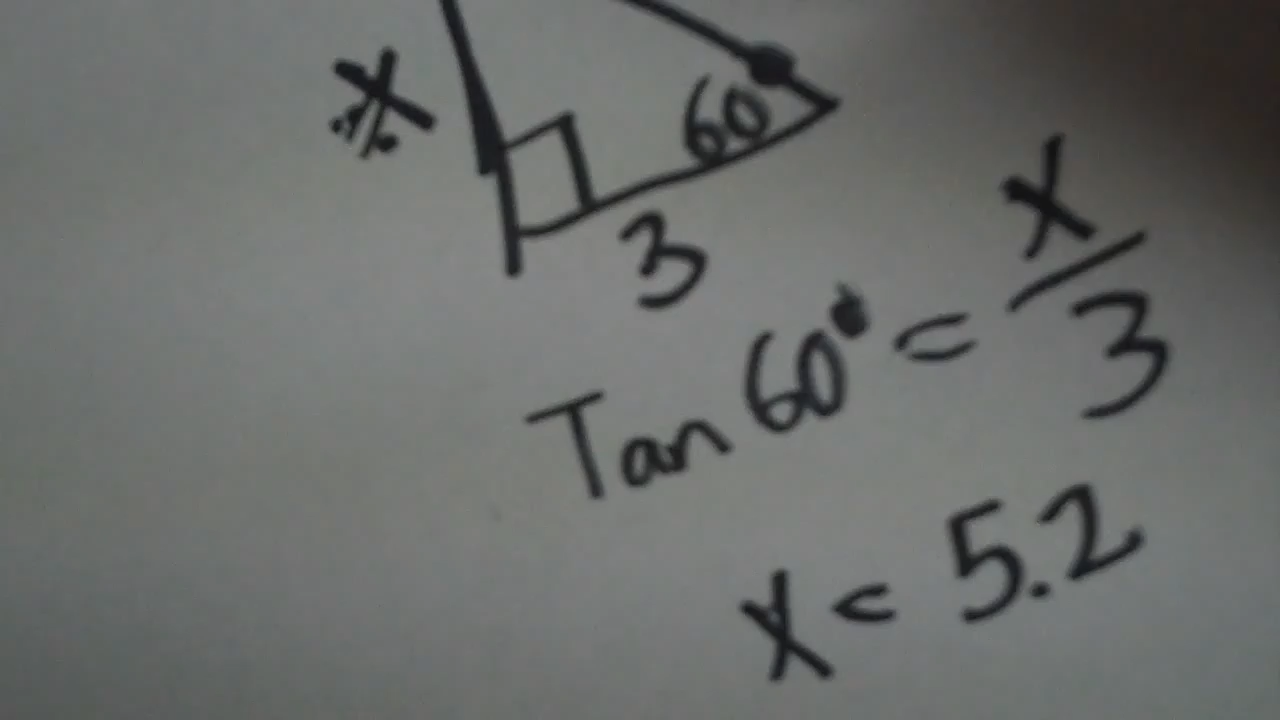 X
60
3
Tan 60° = X/3
X = 5.2